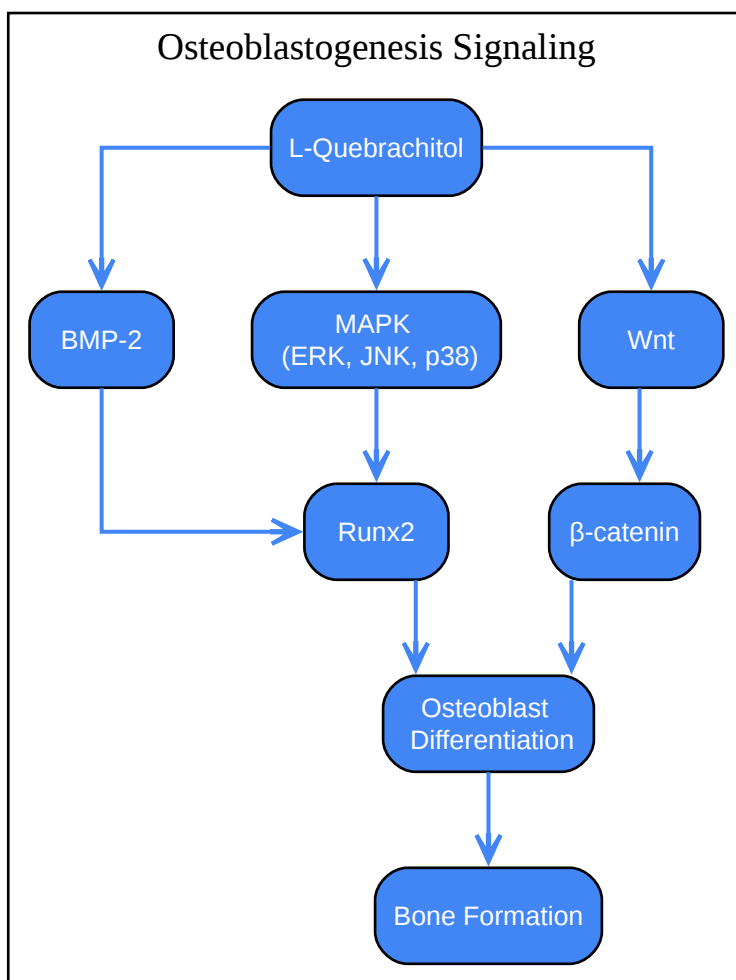 Osteoblastogenesis Signaling
L-Quebrachitol
BMP-2
MAPK
(ERK, JNK, p38)
Wnt
Runx2
β-catenin
Osteoblast
Differentiation
Bone Formation